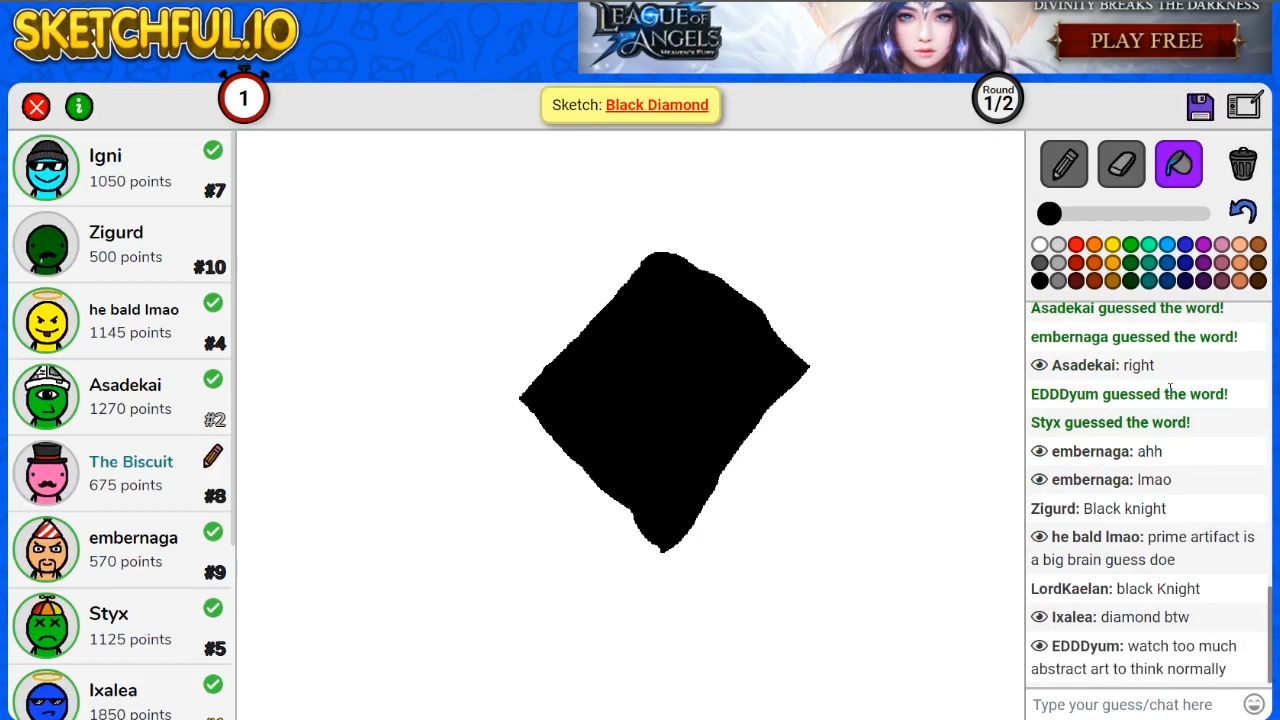 SKETCHFUL.IO
LEAGUE OF
ANGELS
HEAVEN'S FURY
DIVINITY BREAKS THE DARKNESS
PLAY FREE
1
Sketch: Black Diamond
Round
1/2
Igni
1050 points
#7
Zigurd
500 points
#10
he bald lmao
1145 points
#4
Asadekai
1270 points
#2
The Biscuit
675 points
#8
embernaga
570 points
#9
Styx
1125 points
#5
Ixalea
1850 points
Asadekai guessed the word!
embernaga guessed the word!
Asadekai: right
EDDDyum guessed the word!
Styx guessed the word!
embernaga: ahh
embernaga: lmao
Zigurd: Black knight
he bald lmao: prime artifact is
a big brain guess doe
LordKaelan: black Knight
Ixalea: diamond btw
EDDDyum: watch too much
abstract art to think normally
Type your guess/chat here